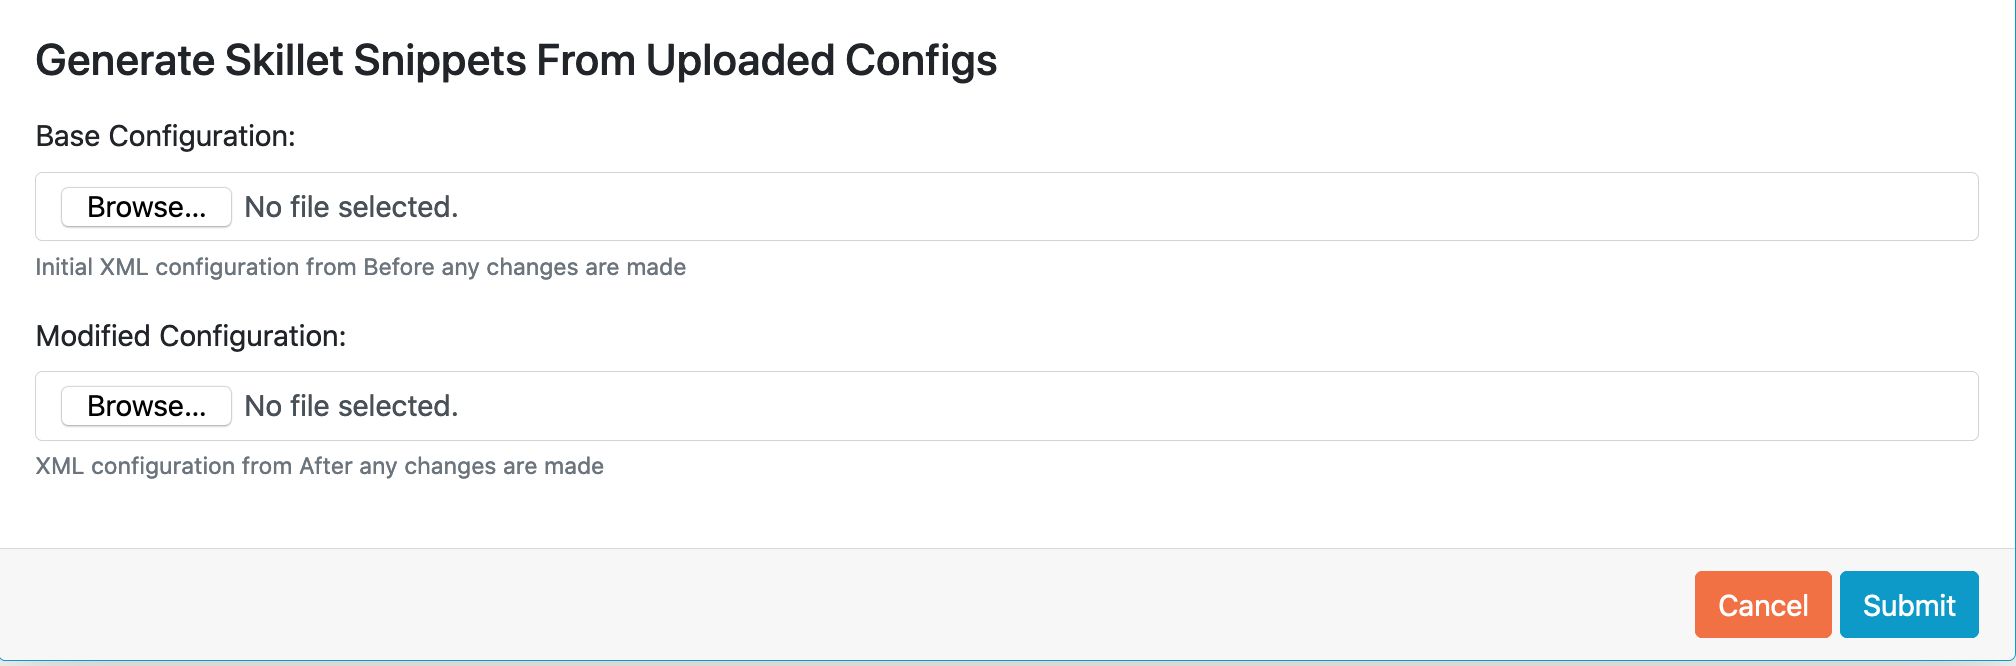 Generate Skillet Snippets From Uploaded Configs
Base Configuration:
Browse... No file selected.
Initial XML configuration from Before any changes are made
Modified Configuration:
Browse... No file selected.
XML configuration from After any changes are made
Cancel Submit